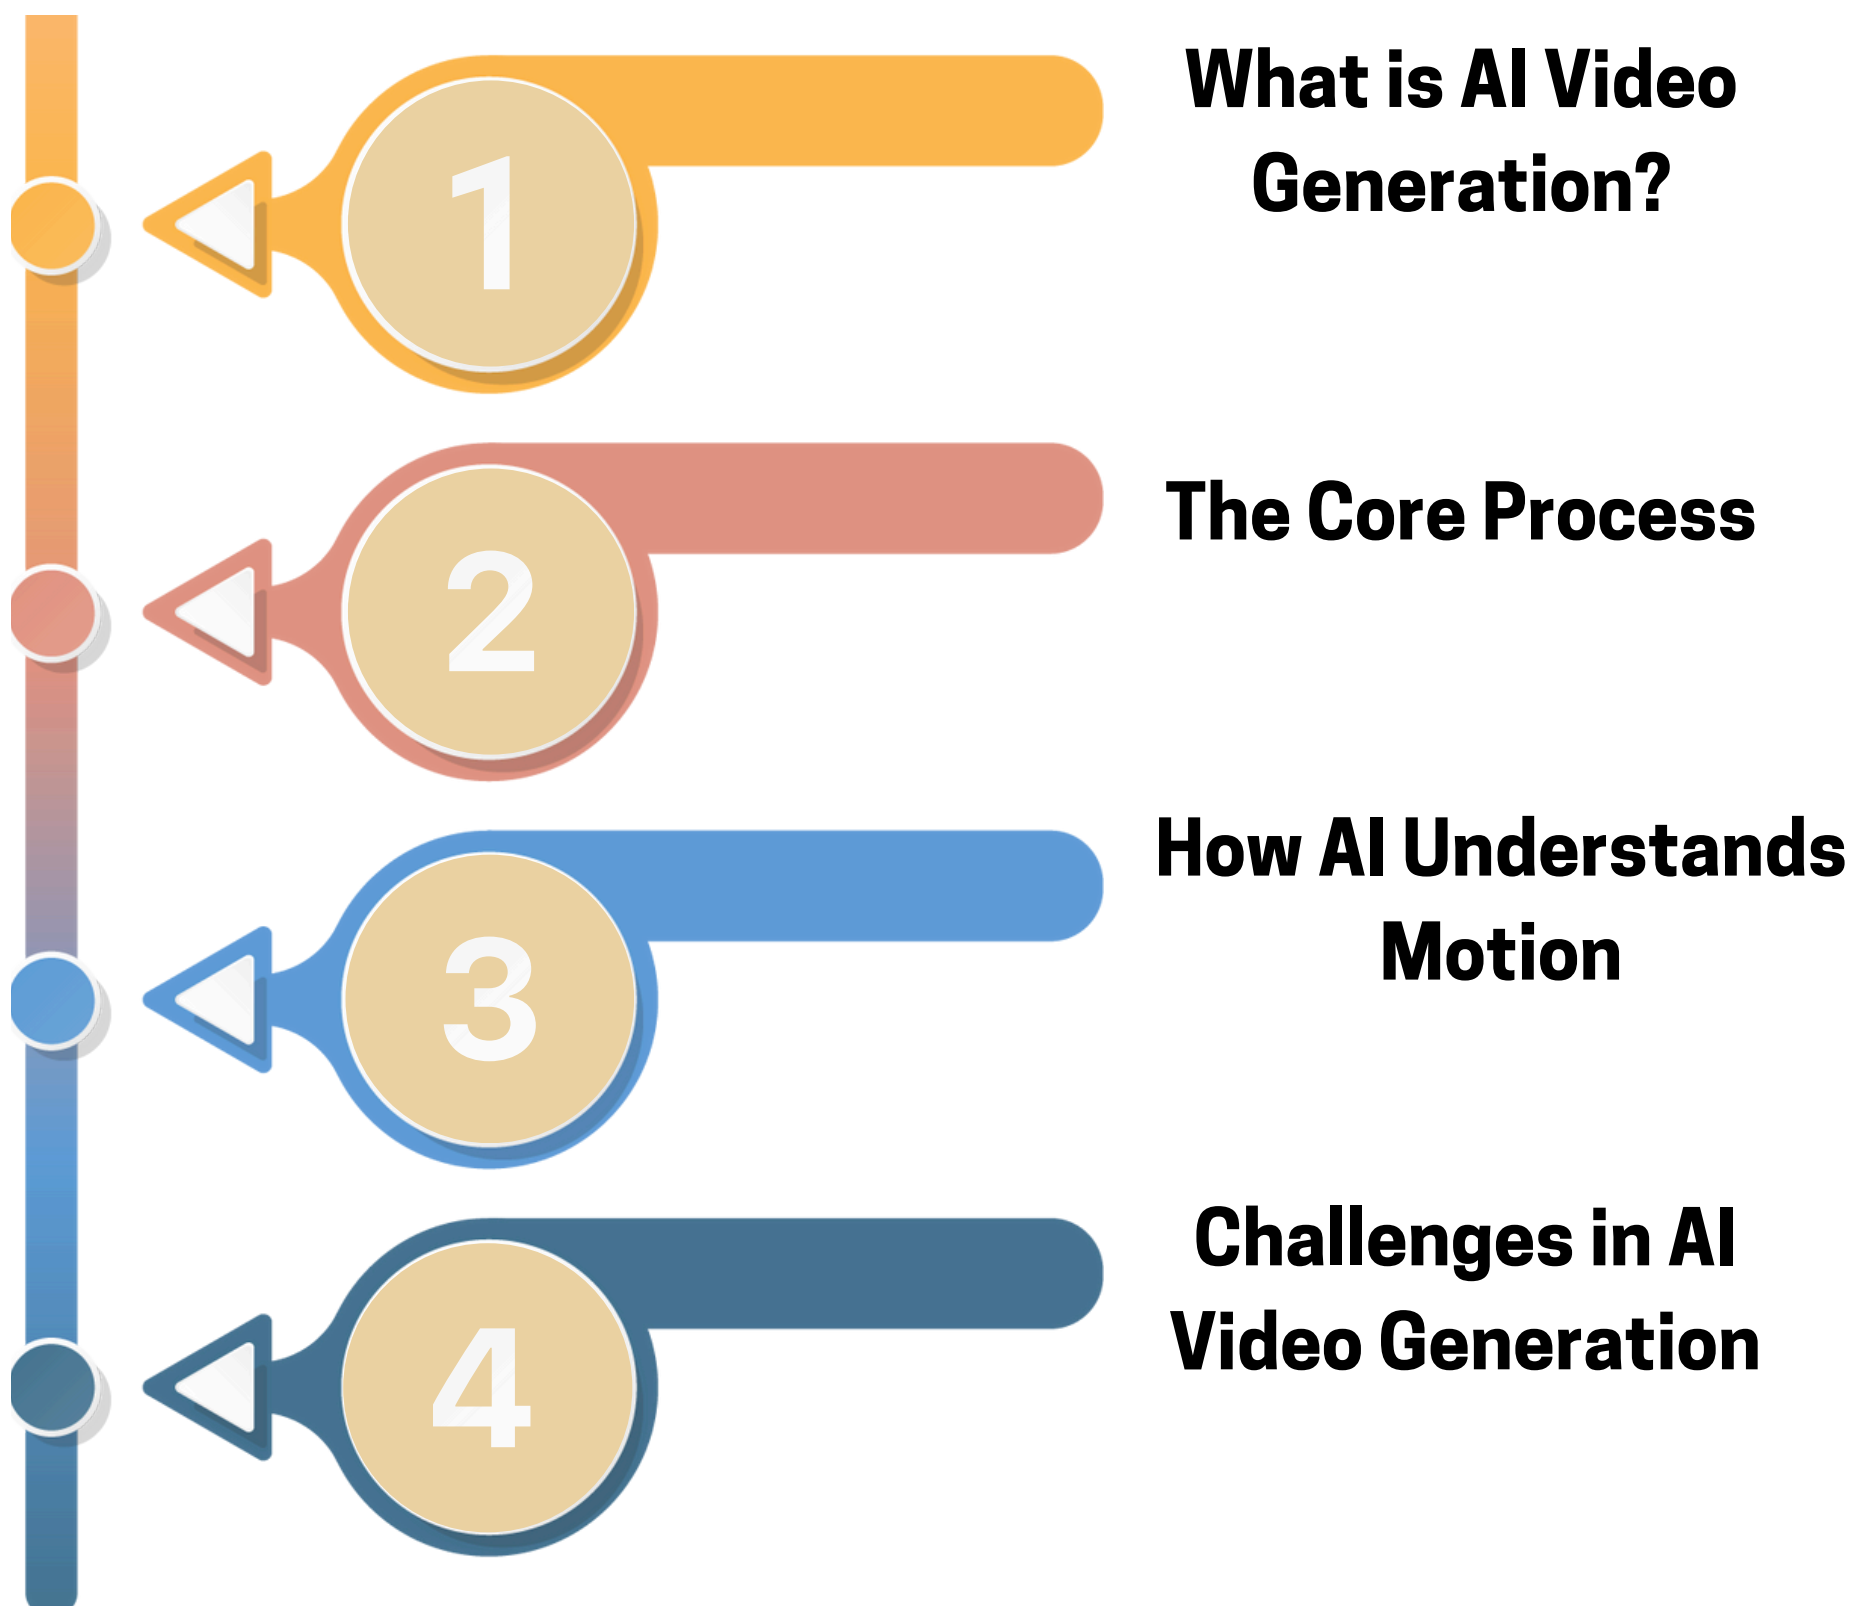 1
What is AI Video
Generation?
2
The Core Process
3
How AI Understands
Motion
4
Challenges in AI
Video Generation